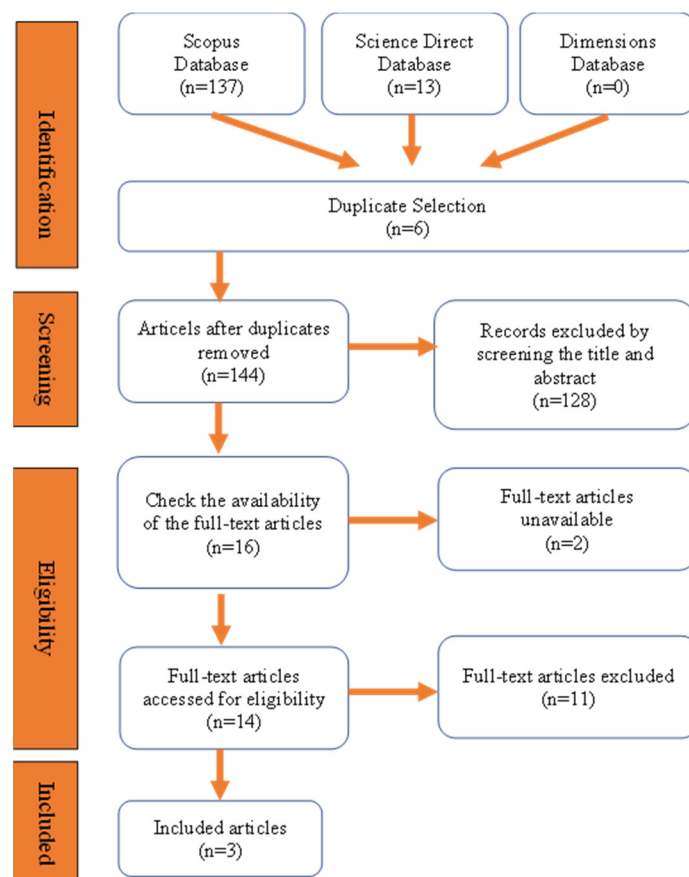 Identification
Scopus
Database
(n=137)
Science Direct
Database
(n=13)
Dimensions
Database
(n=0)
Duplicate Selection
(n=6)
Screening
Articels after duplicates
removed
(n=144)
Records excluded by
screening the title and
abstract
(n=128)
Eligibility
Check the availability
of the full-text articles
(n=16)
Full-text articles
unavailable
(n=2)
Full-text articles
accessed for eligibility
(n=14)
Full-text articles excluded
(n=11)
Included
Included articles
(n=3)